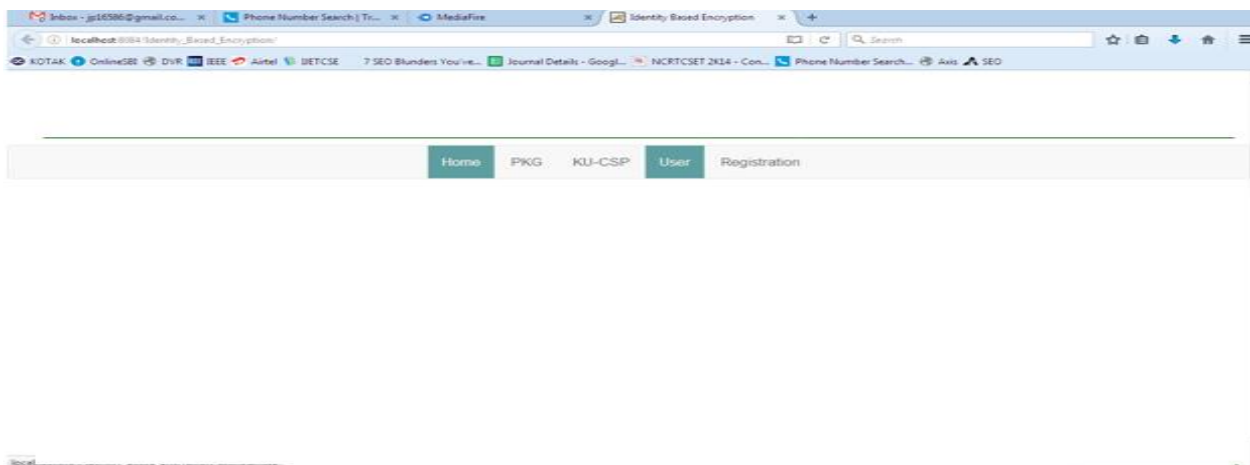 Inbox - jp16586@gmail.co... Phone Number Search | Tr... MediaFire Identity Based Encryption
localhost:8084/Identity_Based_Encryption/ Search
KOTAK OnlineSBI DVR IEEE Airtel IJETCSE 7 SEO Blunders You've... Journal Details - Googl... NCRTCSET 2K14 - Con... Phone Number Search... Axis SEO
Home PKG KU-CSP User Registration
local